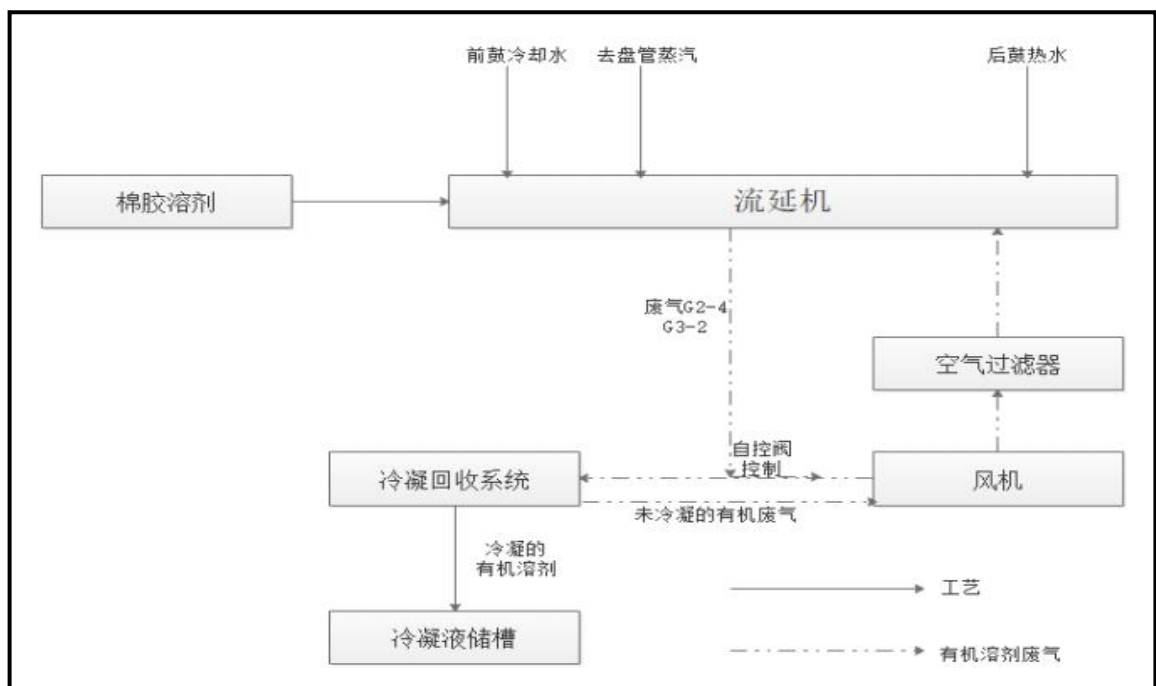 前鼓冷却水
去盘管蒸汽
后鼓热水
棉胶溶剂
流延机
废气G2-4
G3-2
空气过滤器
自控阀
控制
冷凝回收系统
风机
未冷凝的有机废气
冷凝的
有机溶剂
工艺
冷凝液储槽
有机溶剂废气